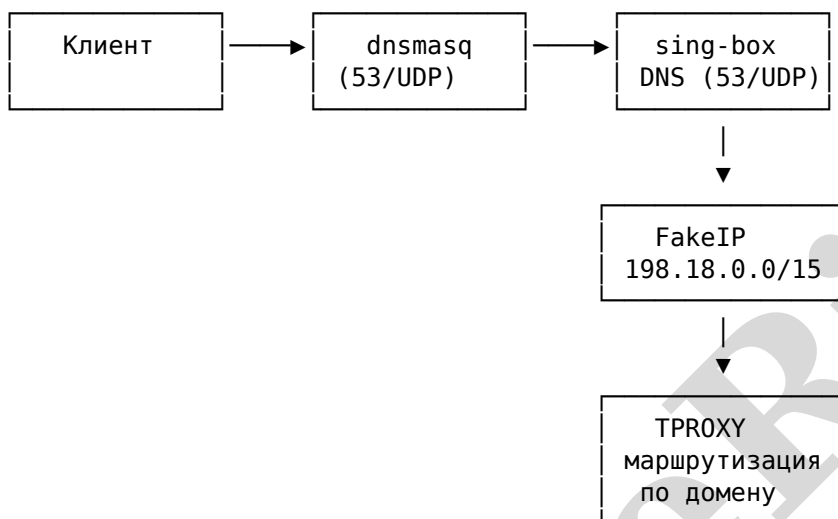 Клиент
dnsmasq
(53/UDP)
sing-box
DNS (53/UDP)
FakeIP
198.18.0.0/15
TPROXY
маршрутизация
по домену